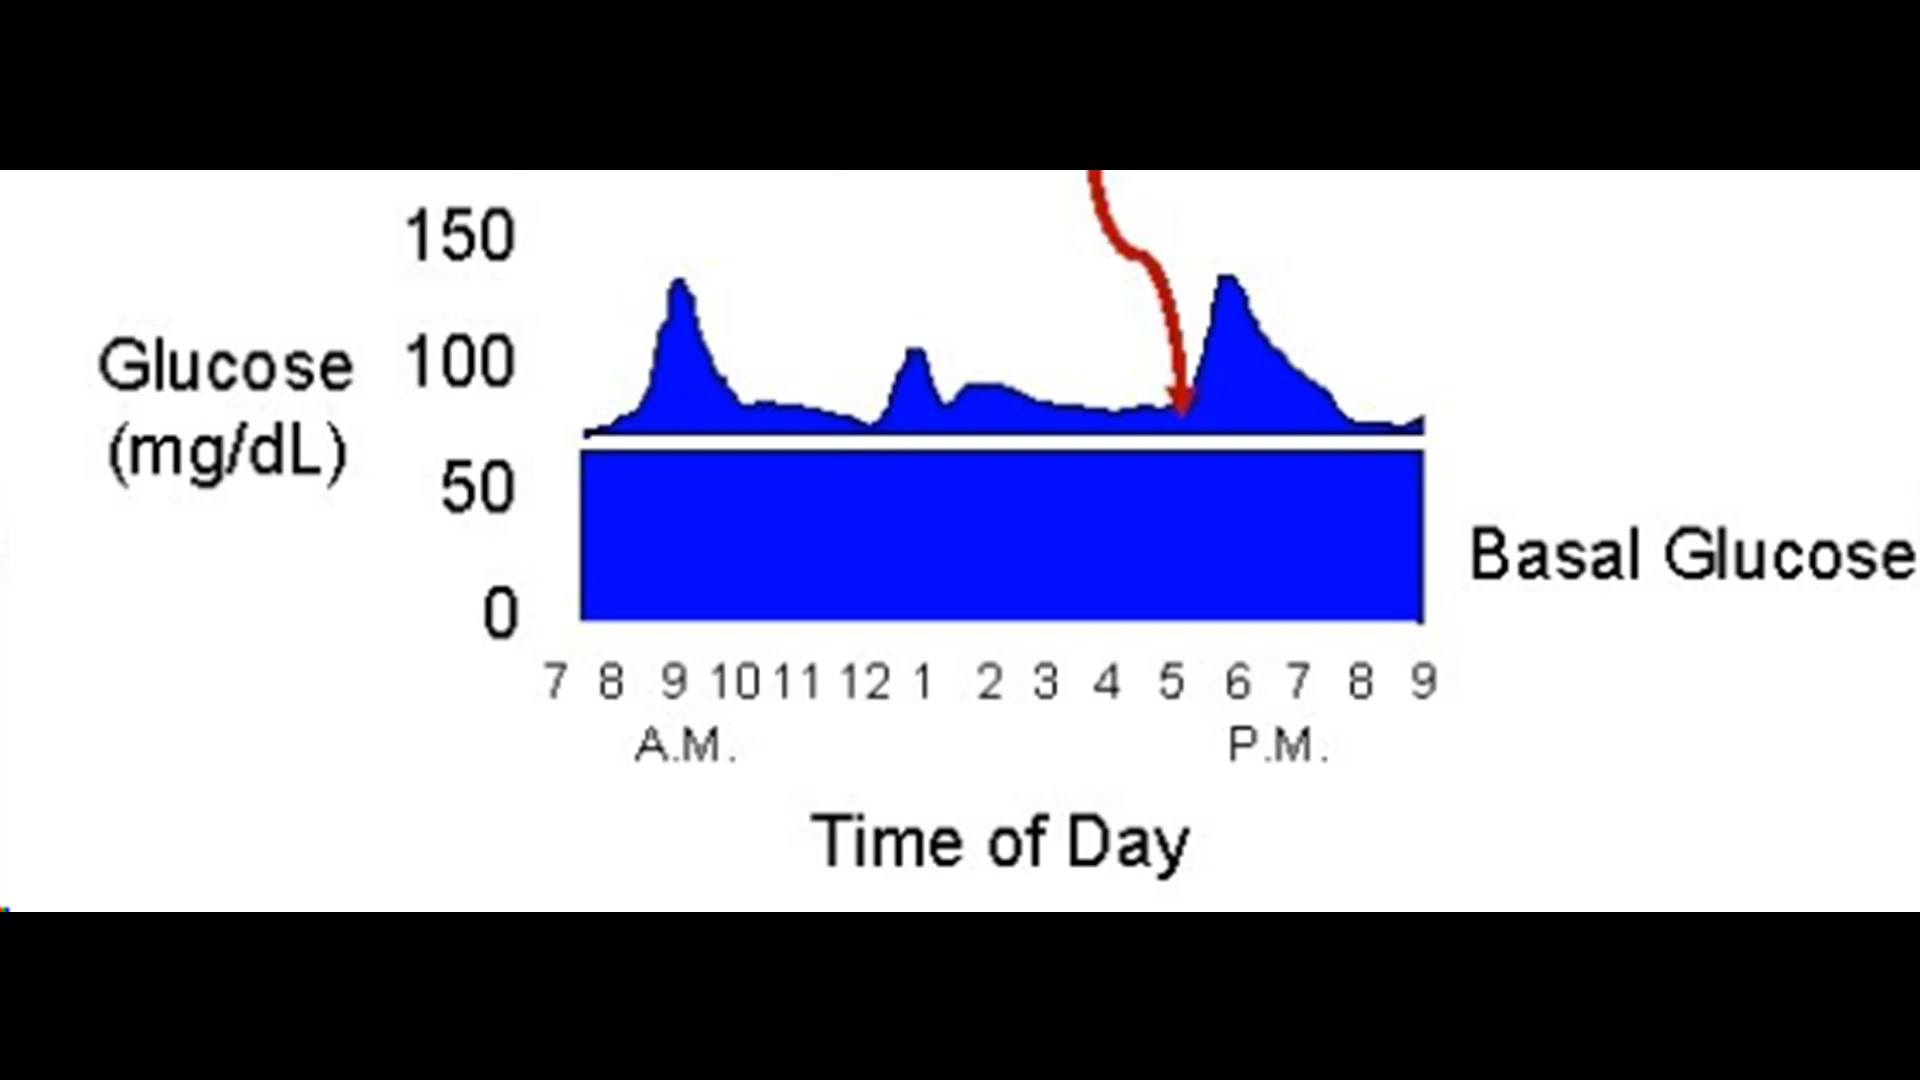 150
100
Glucose
(mg/dL)
50
0
Basal Glucose
7 8 9 10 11 12 1 2 3 4 5 6 7 8 9
A.M. P.M.
Time of Day